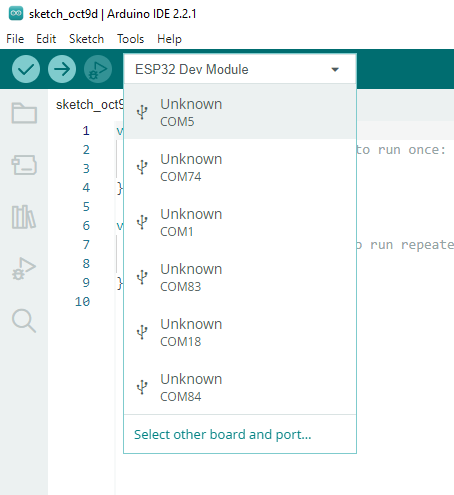 sketch_oct9d | Arduino IDE 2.2.1
File Edit Sketch Tools Help
ESP32 Dev Module
sketch_oct9
Unknown
COM5
Unknown
COM74
Unknown
COM1
Unknown
COM83
Unknown
COM18
Unknown
COM84
Select other board and port...
1 v
2 to run once:
3
4 }
5
6 v
7 o run repeate
8
9 }
10